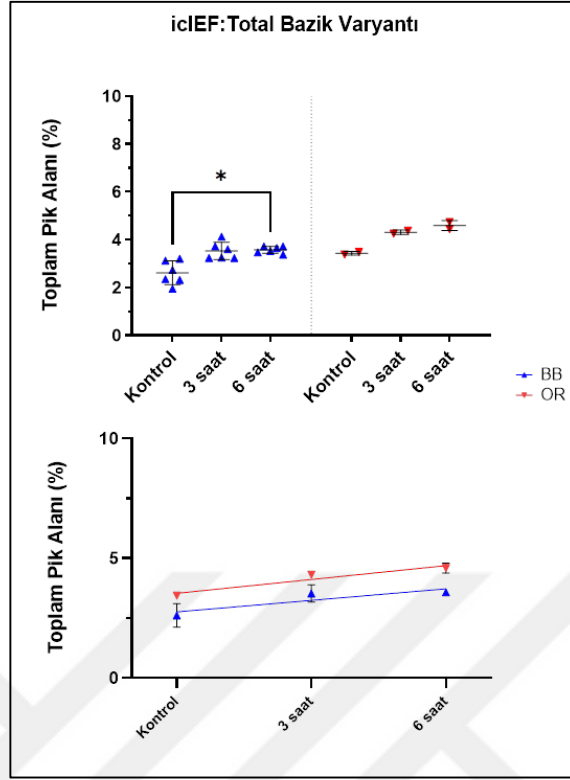 icIEF:Total Bazik Varyantı
Toplam Pik Alanı (%)
10
8
6
4
2
0
*
Kontrol
3 saat
6 saat
Kontrol
3 saat
6 saat
BB
OR
Toplam Pik Alanı (%)
10
5
0
Kontrol
3 saat
6 saat